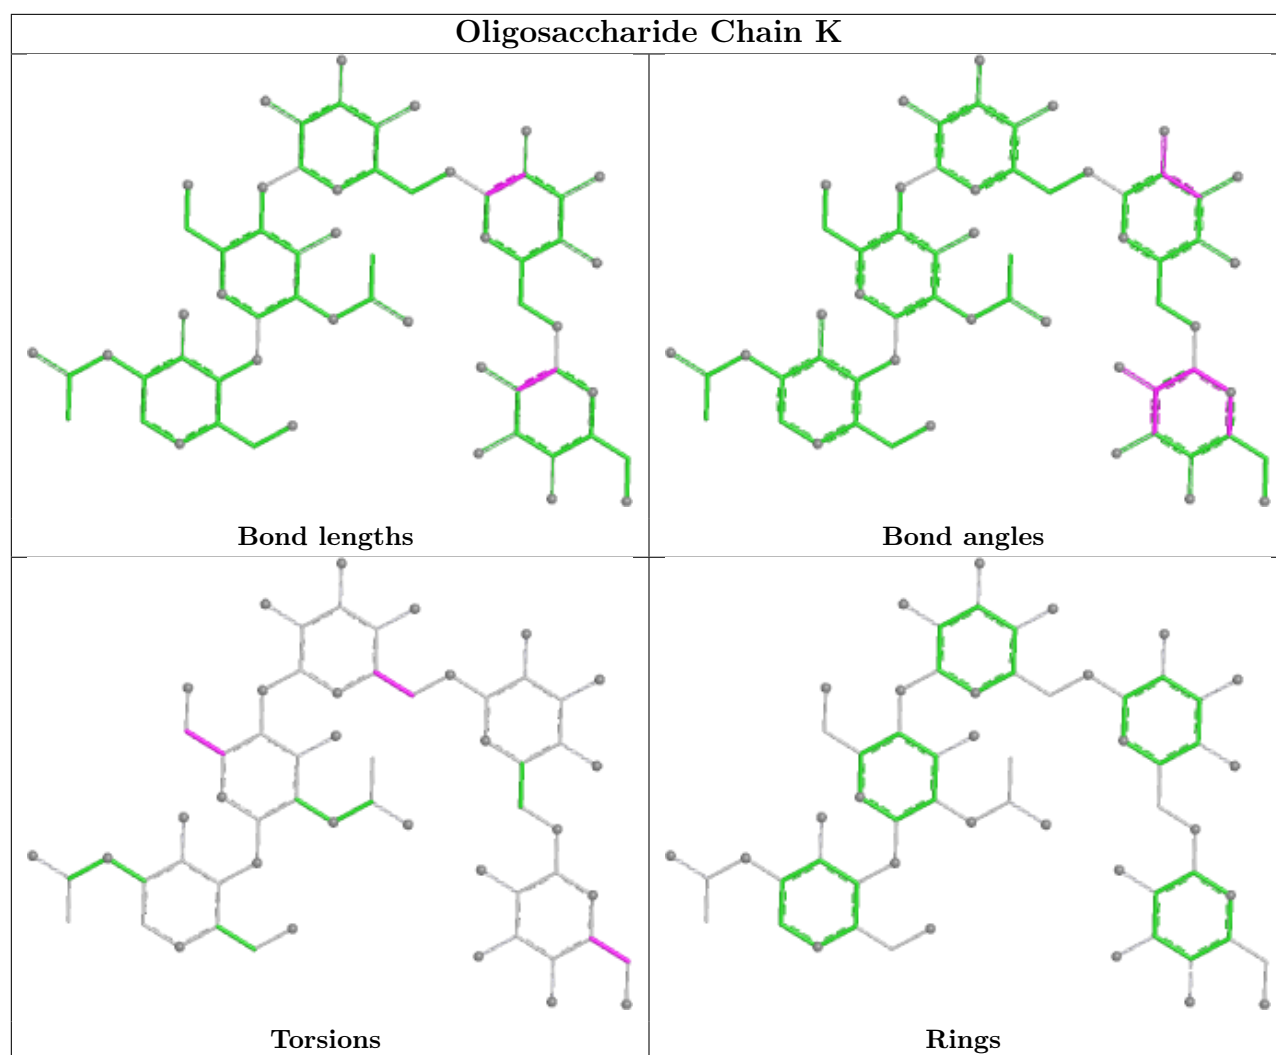 Oligosaccharide Chain K
Bond lengths
Bond angles
Torsions
Rings